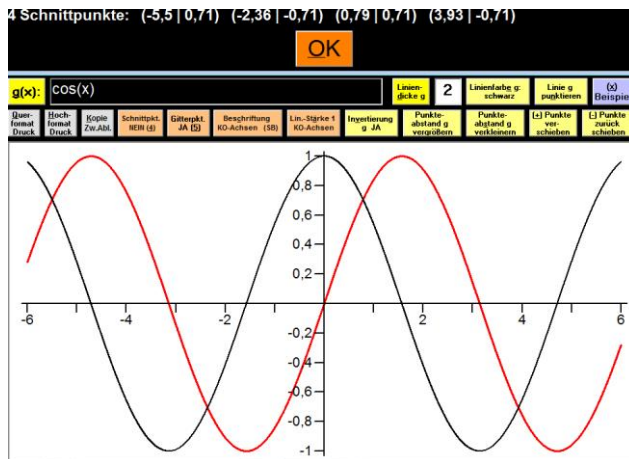 4 Schnittpunkte: (-5,5 | 0,71) (-2,36 | -0,71) (0,79 | 0,71) (3,93 | -0,71)
OK
g(x): cos(x)
Linien-
dicke g
2
Linienfarbe g:
schwarz
Linie g
punktieren
(x)
Beispie
Quer-
format
Druck
Hoch-
format
Druck
Kopie
Zw.Abl.
Schnittpkt.
NEIN (4)
Gitterpkt.
JA (5)
Beschriftung
KO-Achsen (SB)
Lin.-Stärke 1
KO-Achsen
Invertierung
g JA
Punkte-
abstand g
vergrößern
Punkte-
abstand g
verkleinern
(+) Punkte
ver-
schieben
(-) Punkte
zurück
schieben
1
0,8
0,6
0,4
0,2
-6 -4 -2 0 2 4 6
-0,2
-0,4
-0,6
-0,8
-1